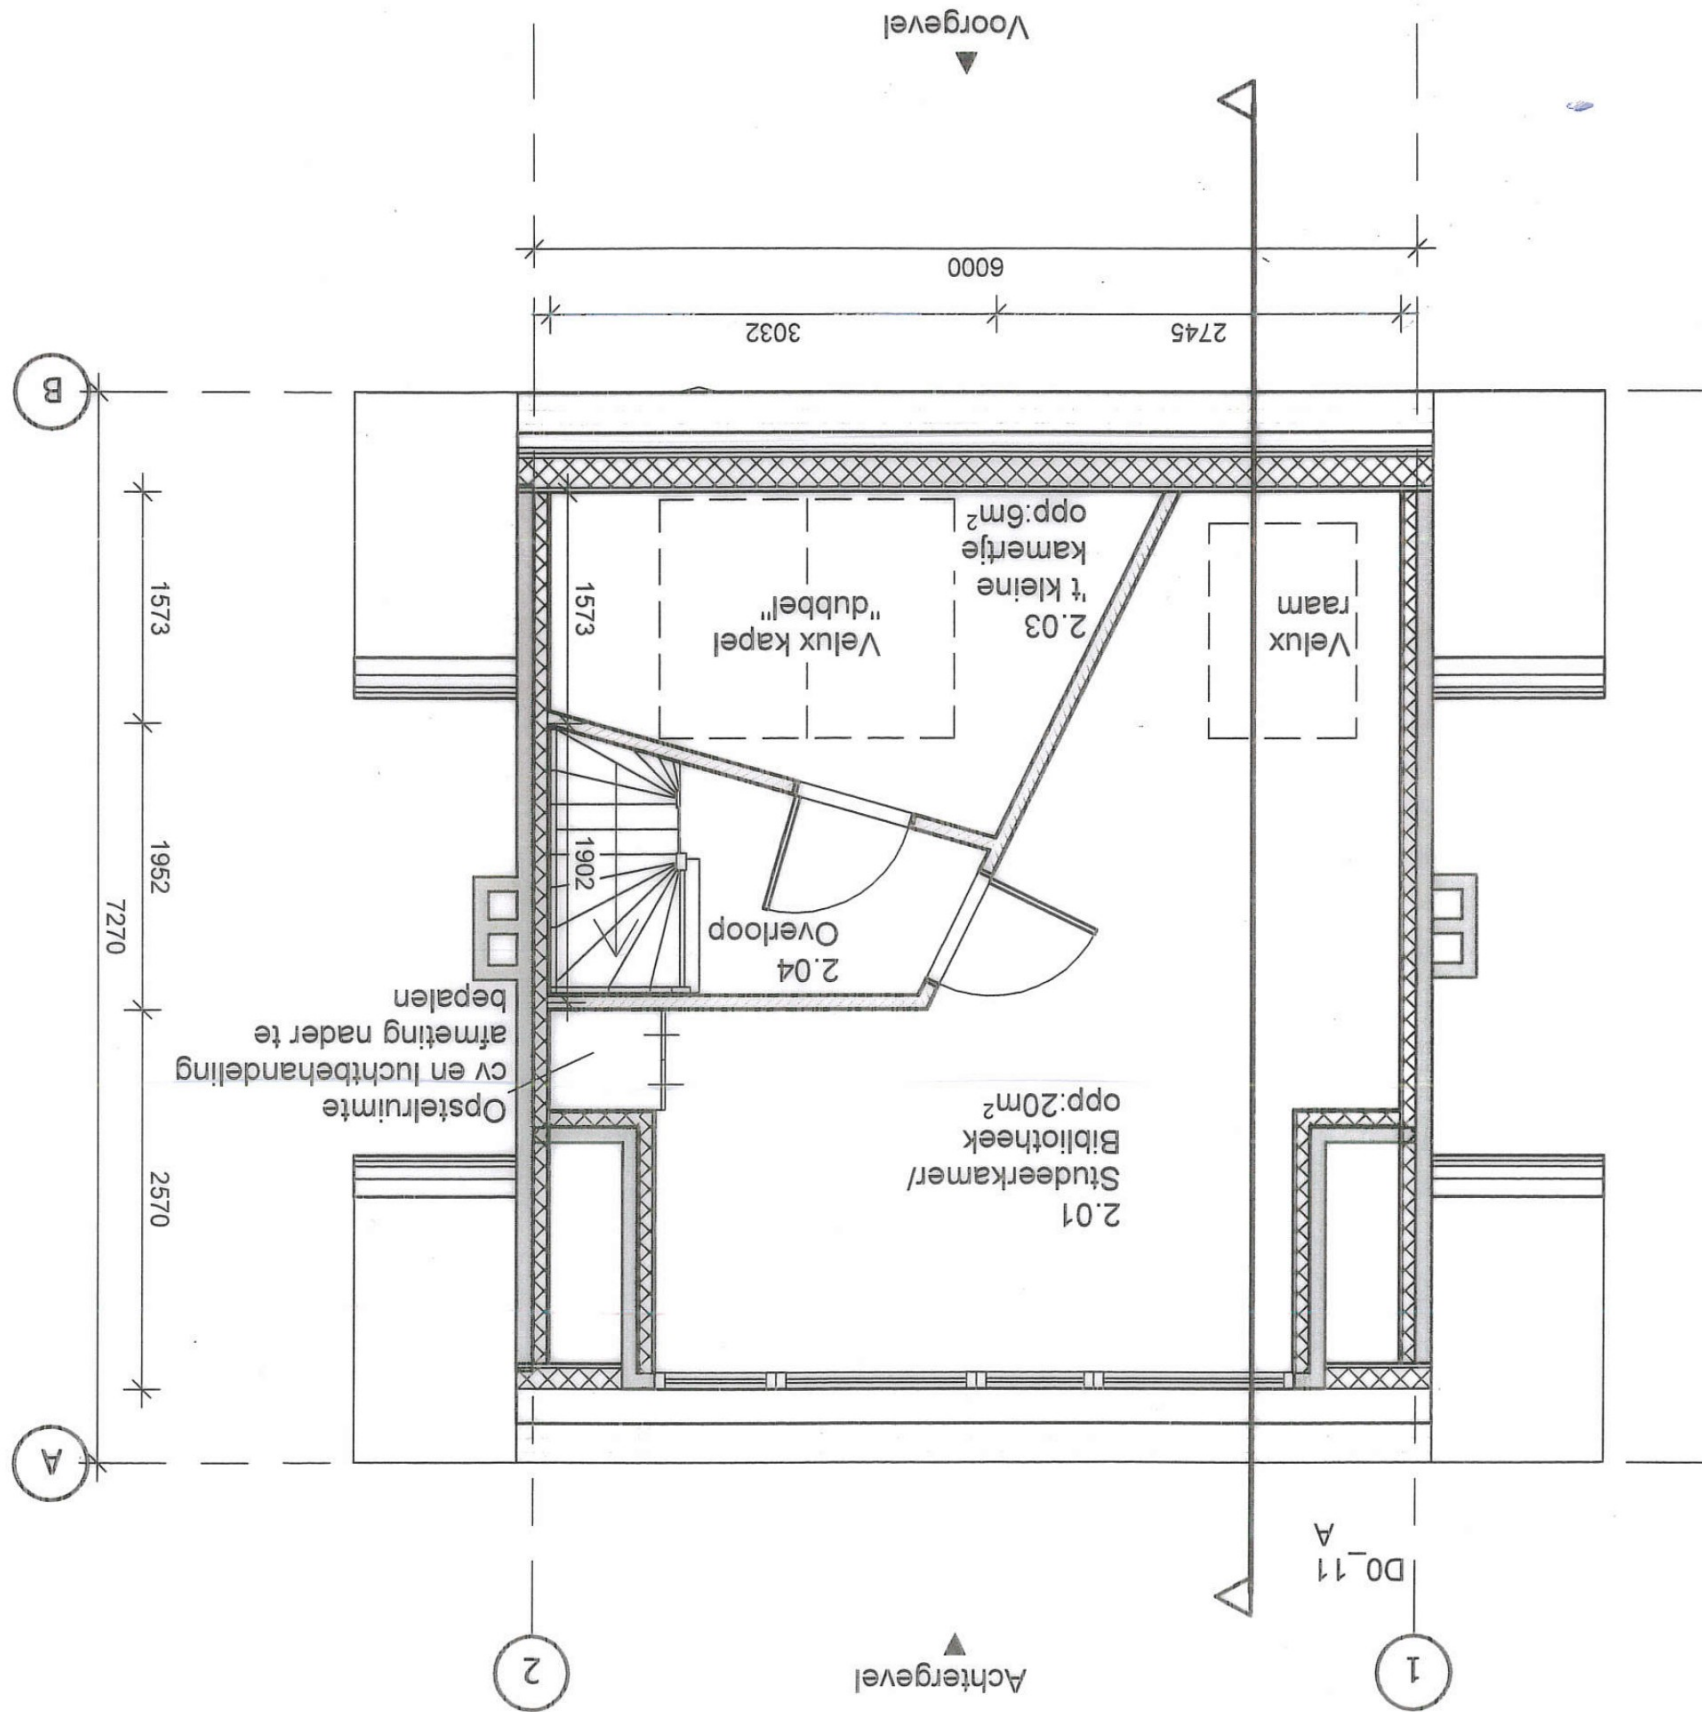 1
2
Achtergevel
D0_11
A
A
2.01
Studeerkamer/
Bibliotheek
opp:20m²
Opstelruimte
cv en luchtbehandeling
afmeting nader te
bepalen
2570
7270
1952
1573
2.04
Overloop
1902
1573
Velux
raam
2.03
't kleine
kamertje
opp:6m²
Velux kapel
"dubbel"
B
2745
3032
6000
Voorgevel